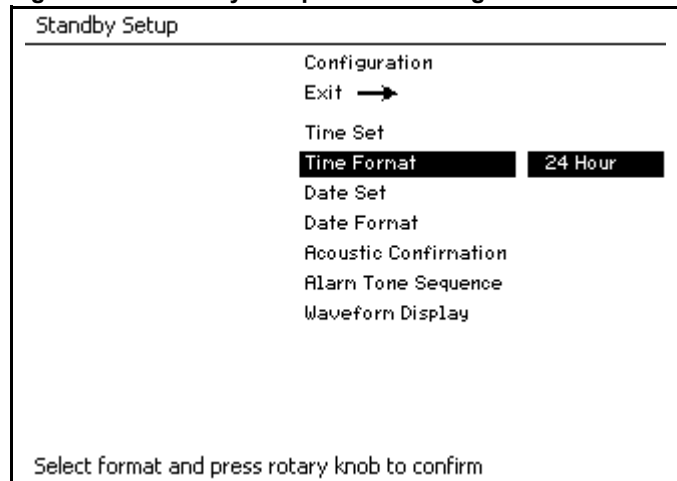 Standby Setup
Configuration
Exit
Time Set
Time Format 24 Hour
Date Set
Date Format
Acoustic Confirmation
Alarm Tone Sequence
Waveform Display
Select format and press rotary knob to confirm